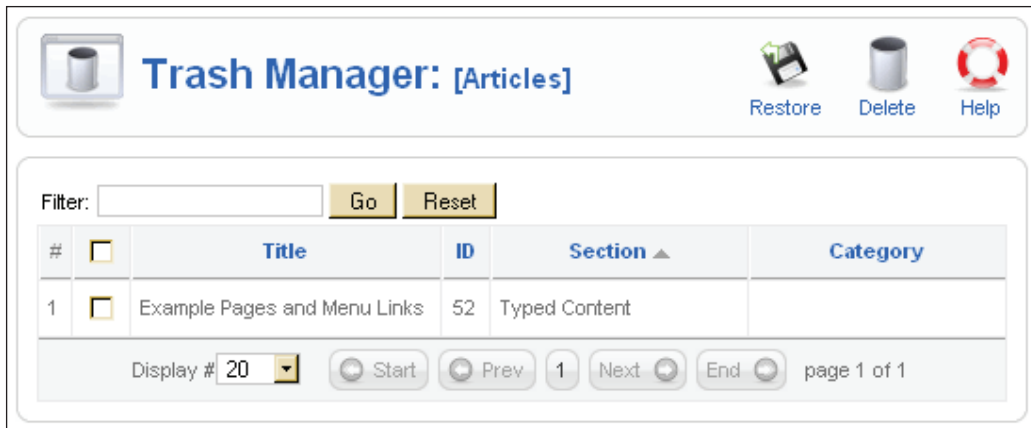 Trash Manager: [Articles]
Restore Delete Help
Filter: Go Reset
# Title ID Section Category
1 Example Pages and Menu Links 52 Typed Content
Display # 20 Start Prev 1 Next End page 1 of 1